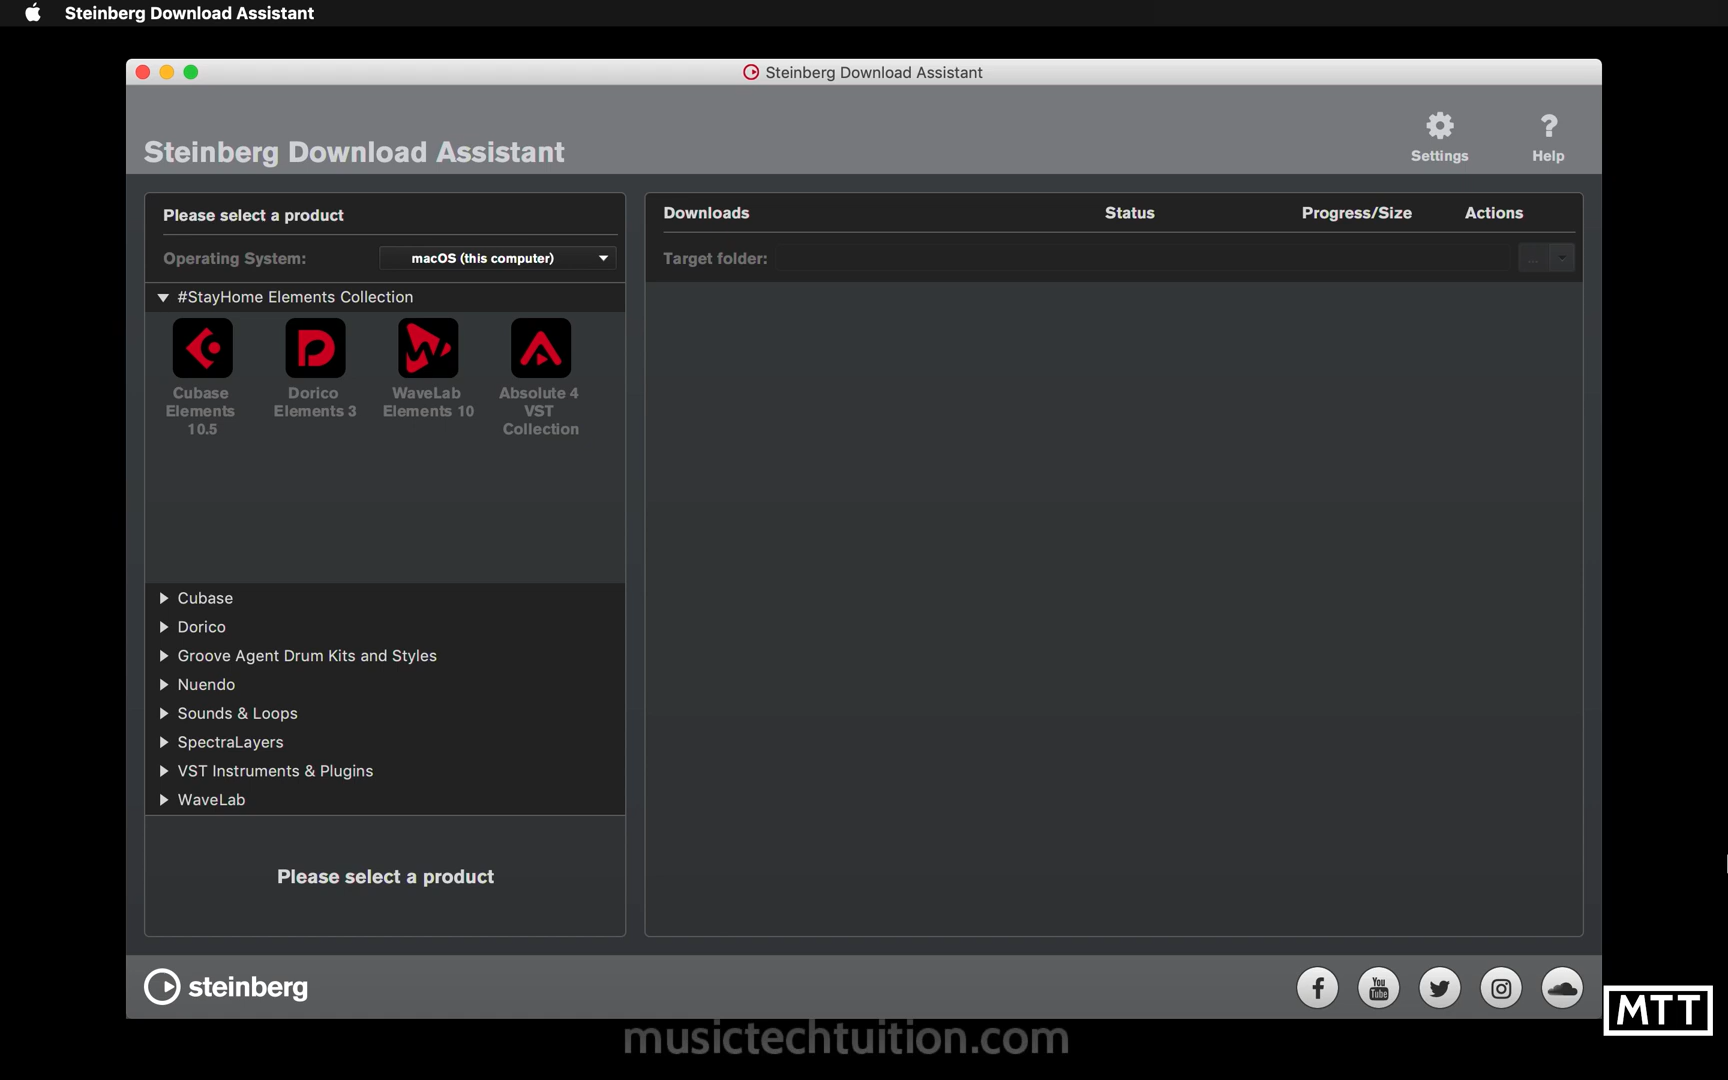 Steinberg Download Assistant
Steinberg Download Assistant
Steinberg Download Assistant
Settings
Help
Please select a product
Operating System:
macOS (this computer)
#StayHome Elements Collection
Cubase
Elements
10.5
Dorico
Elements 3
WaveLab
Elements 10
Absolute 4
VST
Collection
Cubase
Dorico
Groove Agent Drum Kits and Styles
Nuendo
Sounds & Loops
SpectraLayers
VST Instruments & Plugins
WaveLab
Please select a product
Downloads
Status
Progress/Size
Actions
Target folder:
...
steinberg
You
Tube
MTT
musictechtuition.com